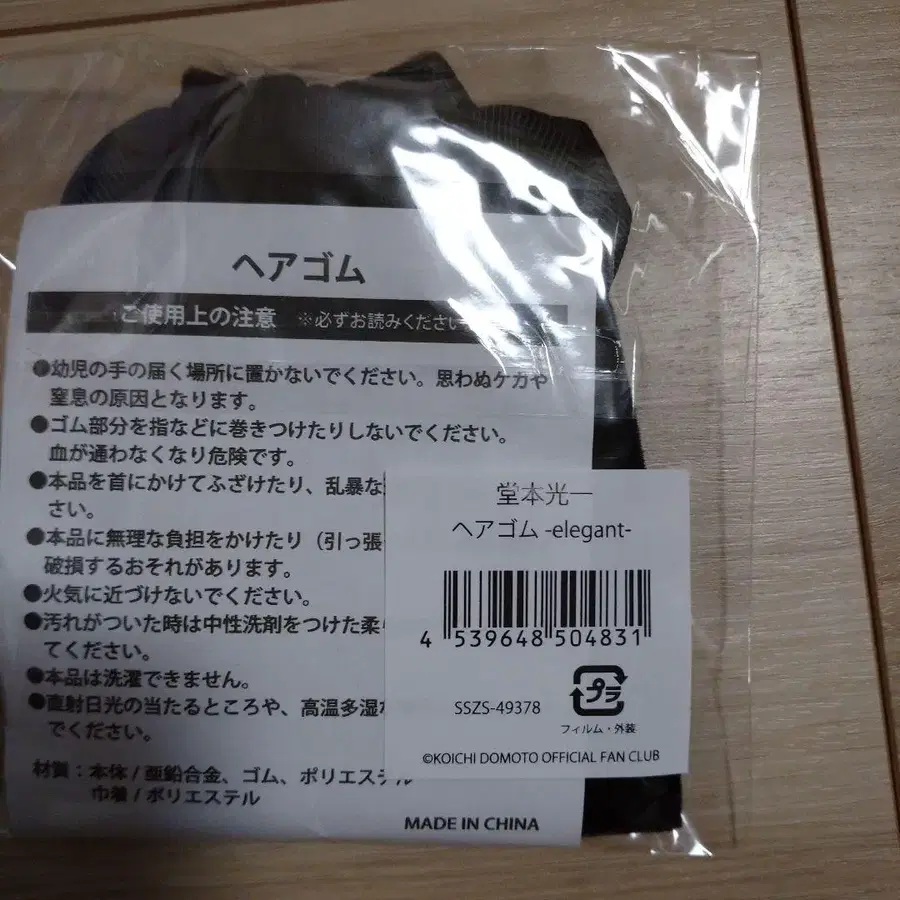 ヘアゴム
ご使用上の注意 ※必ずお読みください
●幼児の手の届く場所に置かないでください。思わぬケガや
窒息の原因となります。
●ゴム部分を指などに巻きつけたりしないでください。
血が通わなくなり危険です。
●本品を首にかけてふざけたり、乱暴な
さい。
●本品に無理な負担をかけたり（引っ張
破損するおそれがあります。
●火気に近づけないでください。
●汚れがついた時は中性洗剤をつけた柔
てください。
●本品は洗濯できません。
●直射日光の当たるところや、高温多湿
でください。
材質：本体 / 亜鉛合金、ゴム、ポリエステル
巾着 / ポリエステル
MADE IN CHINA
堂本光一
ヘアゴム -elegant-
4 539648 504831
SSZS-49378
プラ
フィルム・外装
©KOICHI DOMOTO OFFICIAL FAN CLUB